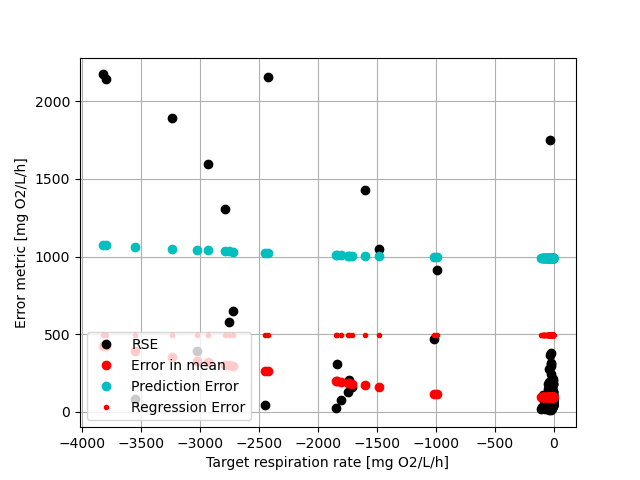 2000
1500
1000
500
0
Error metric [mg O2/L/h]
RSE
Error in mean
Prediction Error
Regression Error
−4000 −3500 −3000 −2500 −2000 −1500 −1000 −500 0
Target respiration rate [mg O2/L/h]